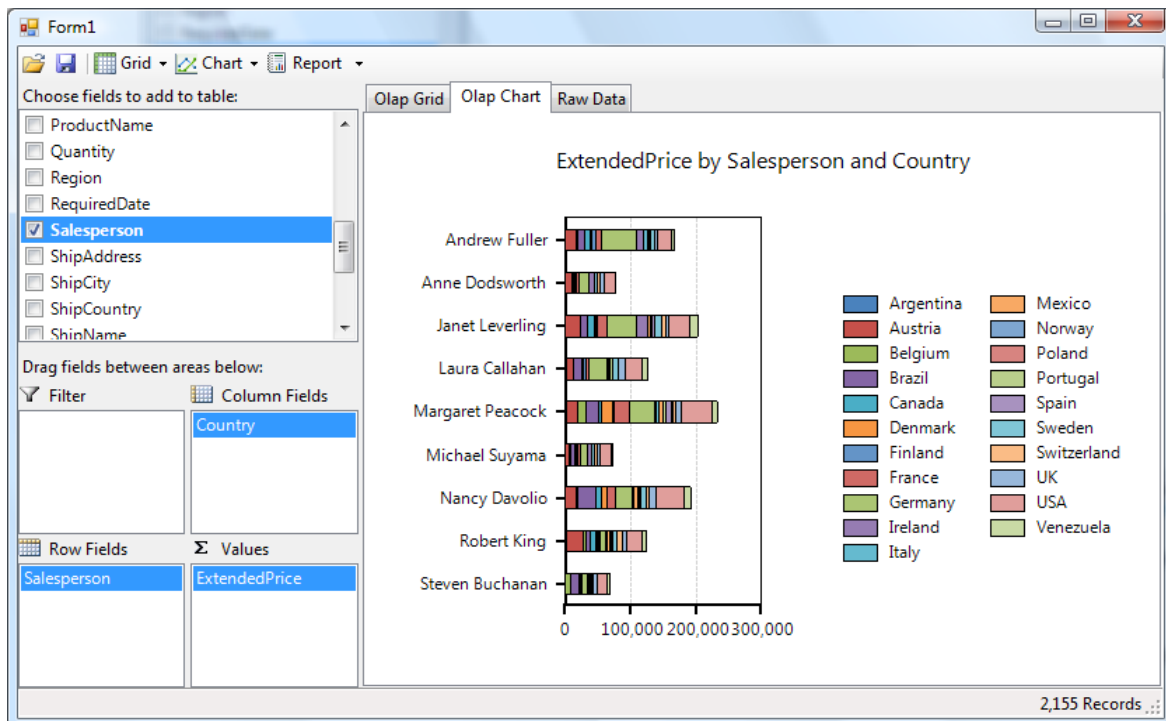 Form1
Grid Chart Report
Choose fields to add to table:
ProductName
Quantity
Region
RequiredDate
Salesperson
ShipAddress
ShipCity
ShipCountry
ShipName
Drag fields between areas below:
Filter
Column Fields
Country
Row Fields
Σ Values
Salesperson
ExtendedPrice
Olap Grid Olap Chart Raw Data
ExtendedPrice by Salesperson and Country
Andrew Fuller
Anne Dodsworth
Janet Leverling
Laura Callahan
Margaret Peacock
Michael Suyama
Nancy Davolio
Robert King
Steven Buchanan
0 100,000 200,000 300,000
Argentina
Austria
Belgium
Brazil
Canada
Denmark
Finland
France
Germany
Ireland
Italy
Mexico
Norway
Poland
Portugal
Spain
Sweden
Switzerland
UK
USA
Venezuela
2,155 Records